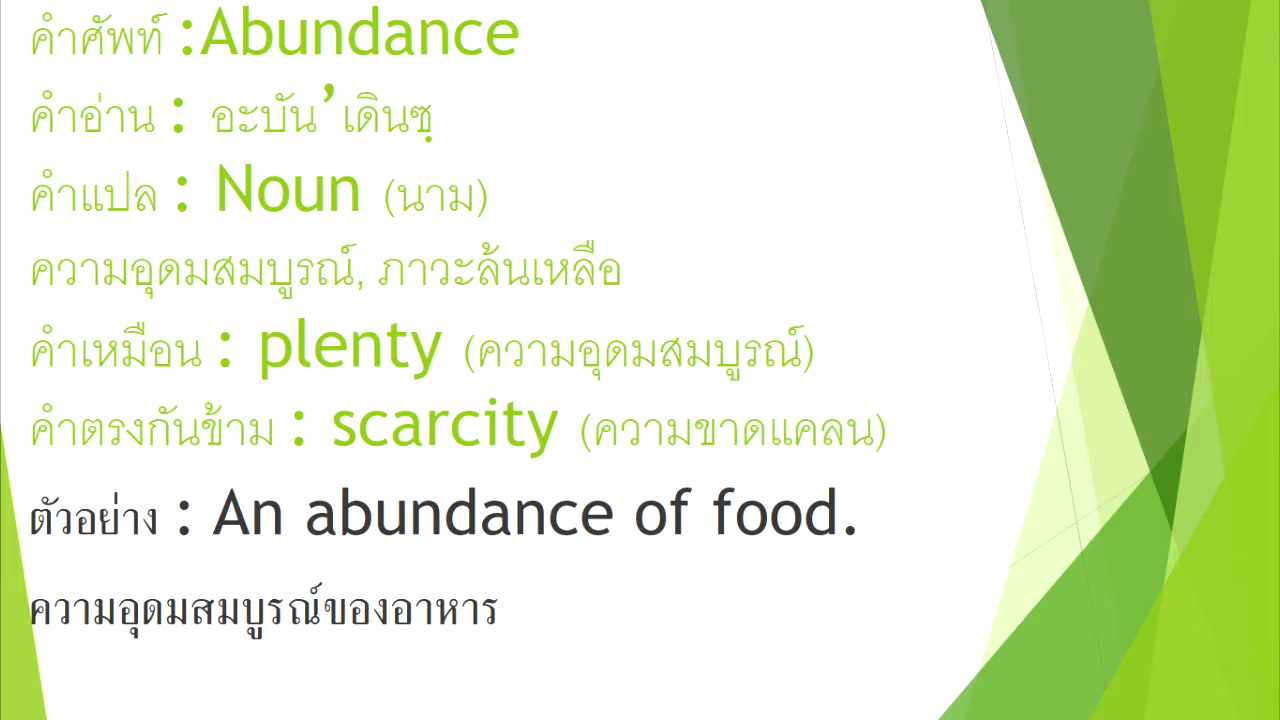 คำศัพท์ :Abundance
คำอ่าน : อะบัน’เดินซฺ
คำแปล : Noun (นาม)
ความอุดมสมบูรณ์, ภาวะล้นเหลือ
คำเหมือน : plenty (ความอุดมสมบูรณ์)
คำตรงกันข้าม : scarcity (ความขาดแคลน)
ตัวอย่าง : An abundance of food.
ความอุดมสมบูรณ์ของอาหาร